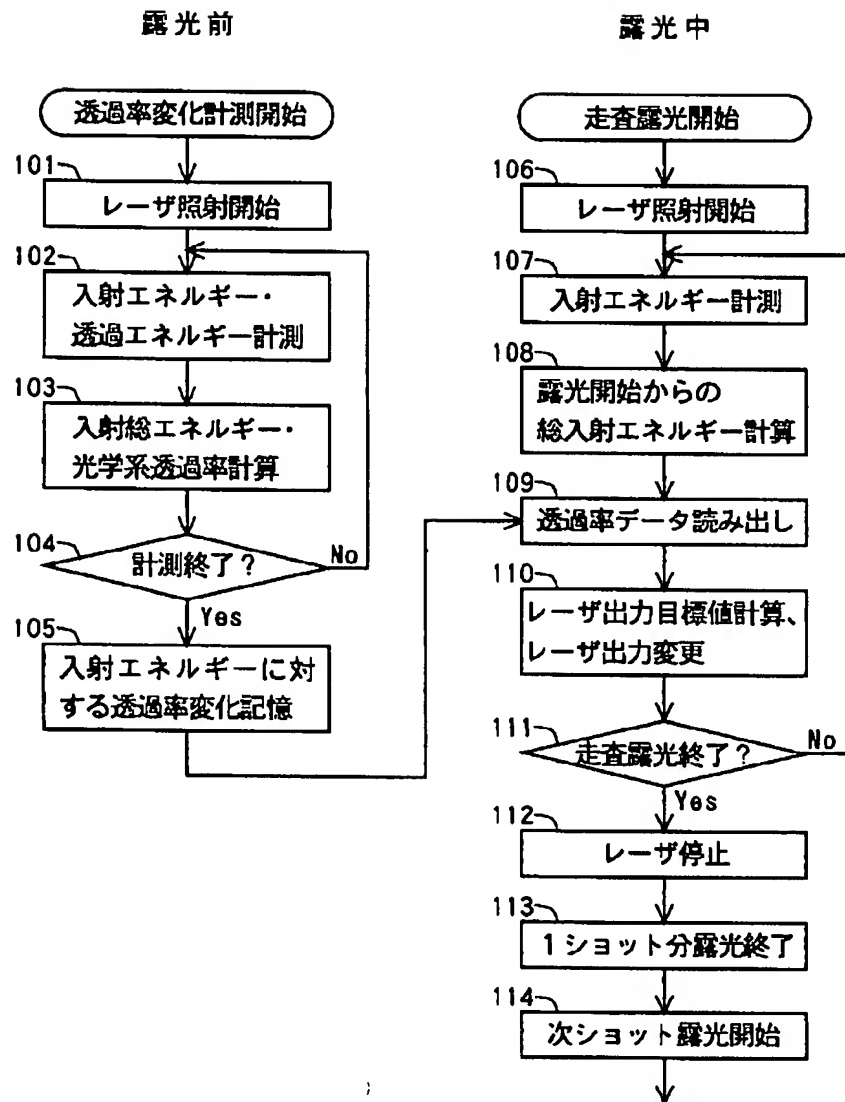 露光前
透過率変化計測開始
101
レーザ照射開始
102
入射エネルギー・
透過エネルギー計測
103
入射総エネルギー・
光学系透過率計算
104
計測終了?
No
Yes
105
入射エネルギーに対
する透過率変化記憶
露光中
走査露光開始
106
レーザ照射開始
107
入射エネルギー計測
108
露光開始からの
総入射エネルギー計算
109
透過率データ読み出し
110
レーザ出力目標値計算、
レーザ出力変更
111
走査露光終了?
No
Yes
112
レーザ停止
113
1ショット分露光終了
114
次ショット露光開始